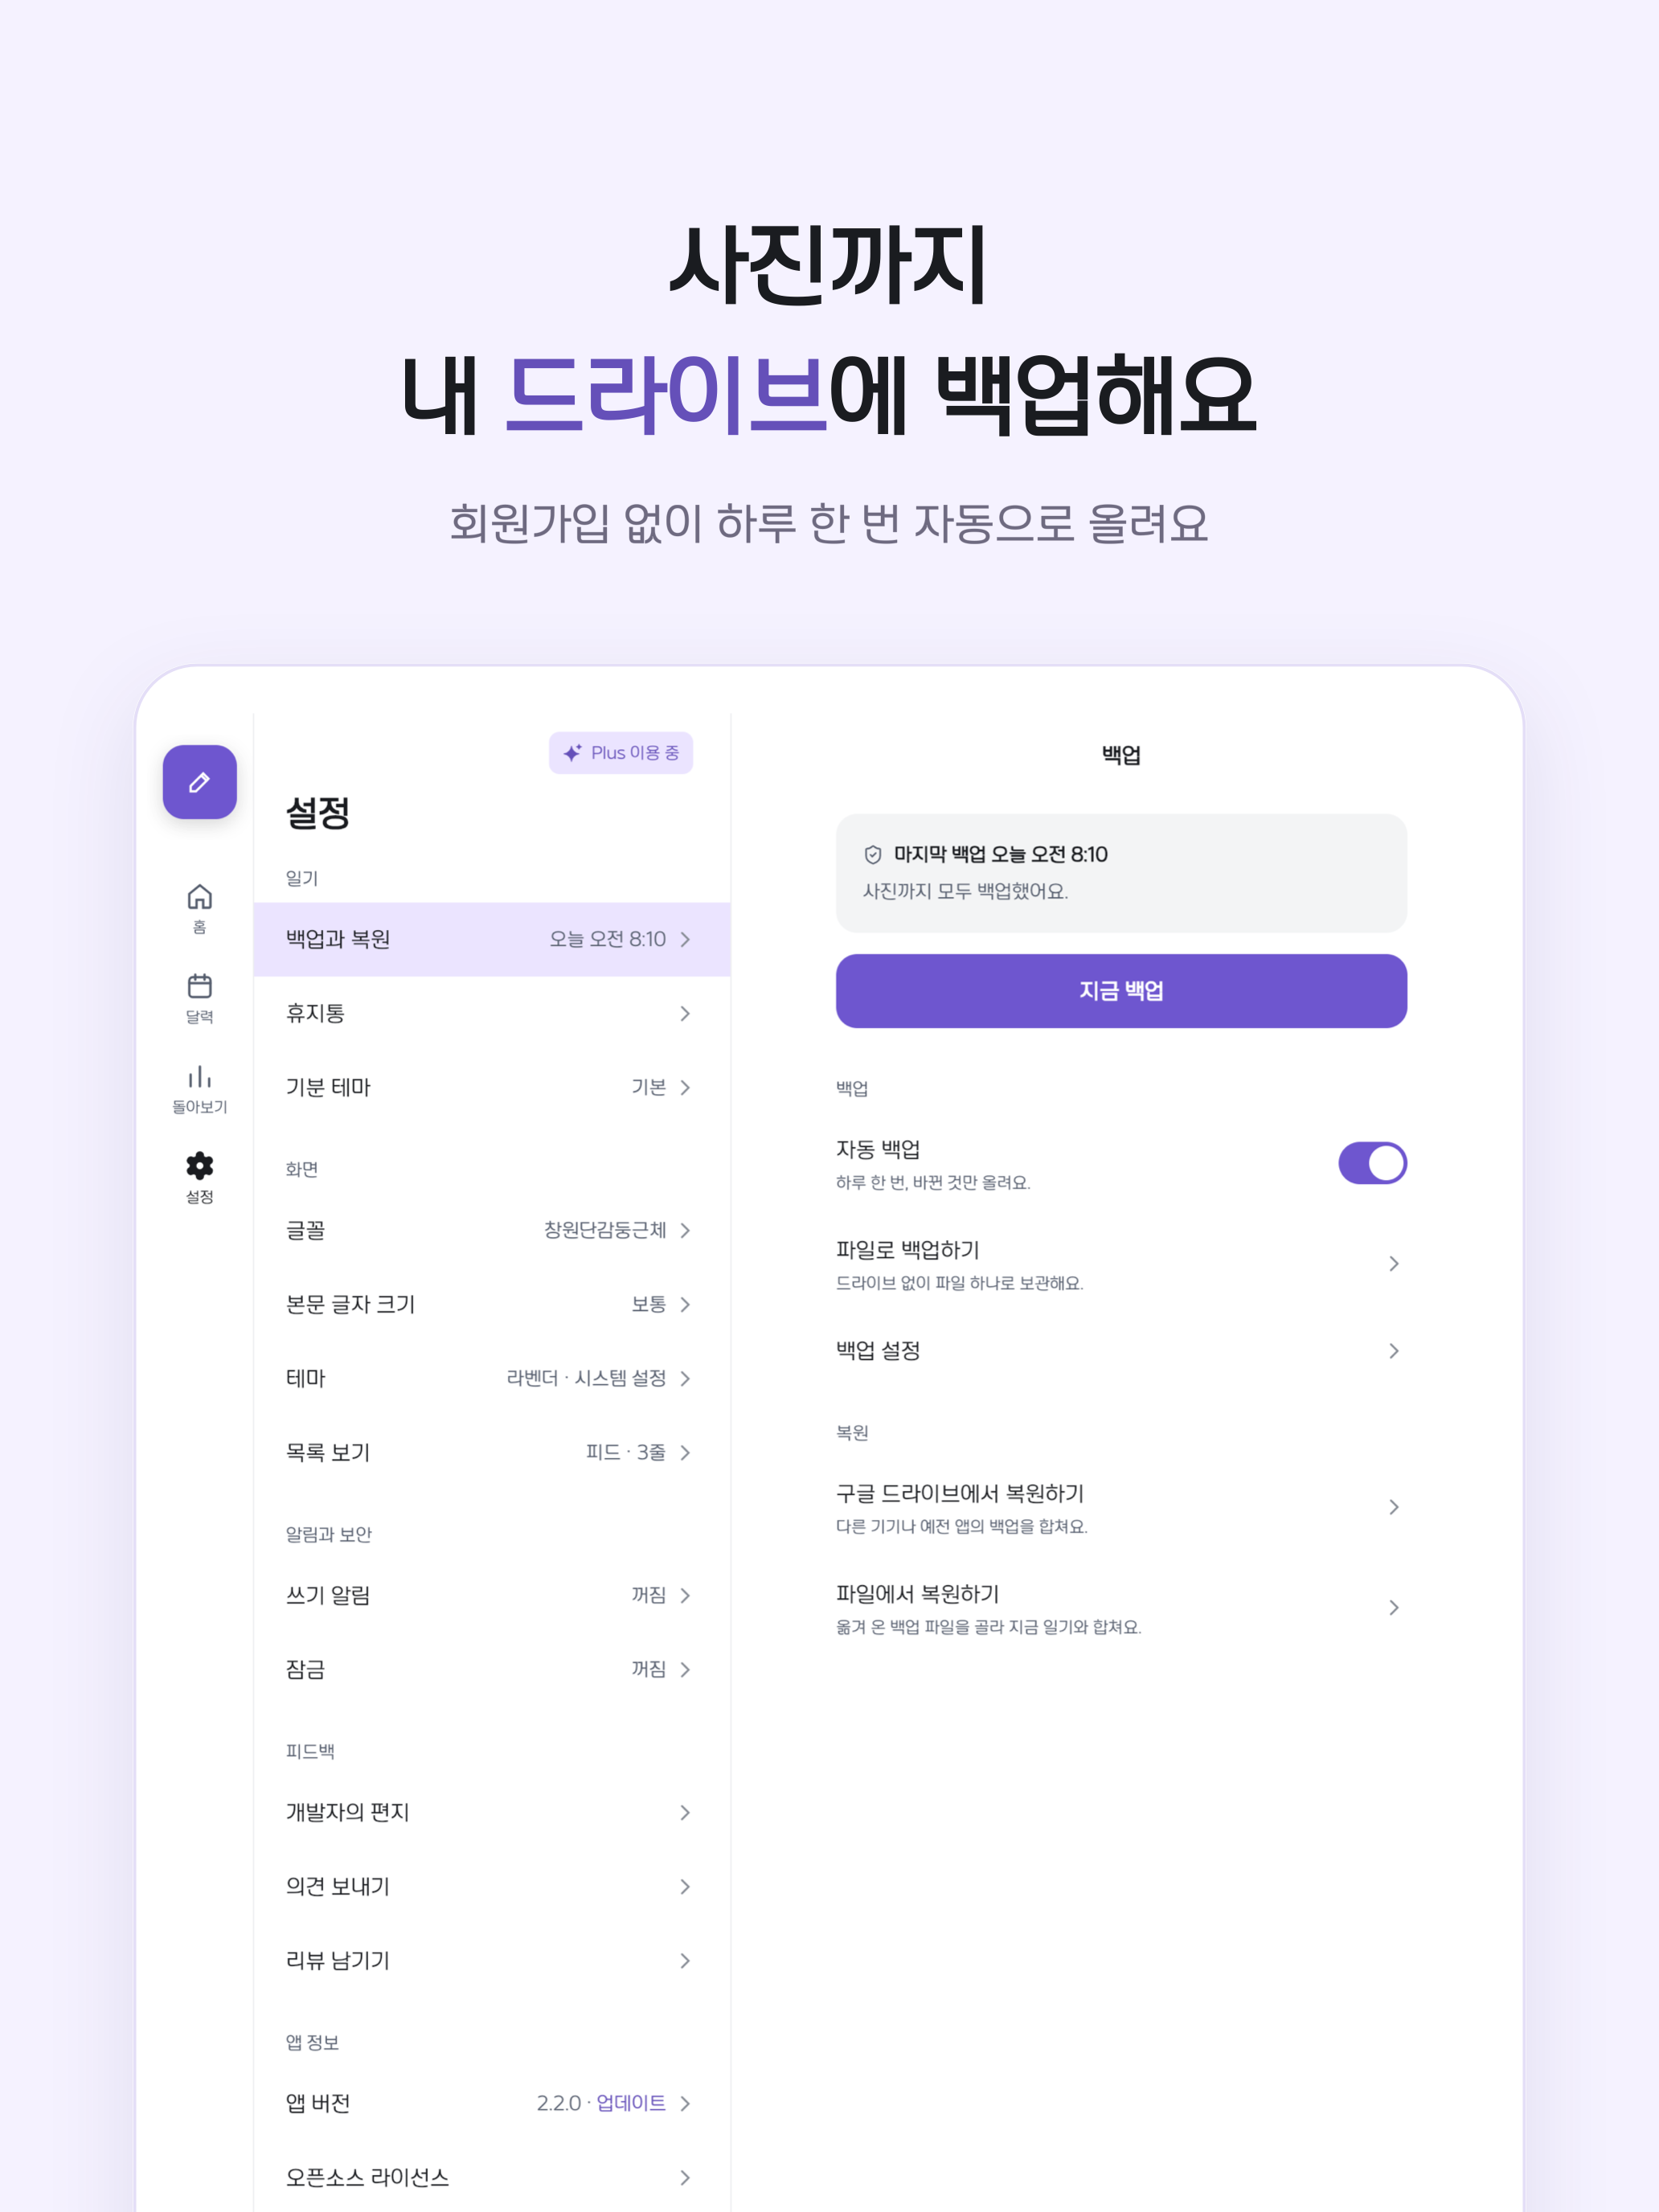 사진까지
내 드라이브에 백업해요
회원가입 없이 하루 한 번 자동으로 올려요
홈
달력
돌아보기
설정
Plus 이용 중
설정
일기
백업과 복원 오늘 오전 8:10
휴지통
기분 테마 기본
화면
글꼴 창원단감둥근체
본문 글자 크기 보통
테마 라벤더 · 시스템 설정
목록 보기 피드 · 3줄
알림과 보안
쓰기 알림 꺼짐
잠금 꺼짐
피드백
개발자의 편지
의견 보내기
리뷰 남기기
앱 정보
앱 버전 2.2.0 · 업데이트
오픈소스 라이선스
백업
마지막 백업 오늘 오전 8:10
사진까지 모두 백업했어요.
지금 백업
백업
자동 백업
하루 한 번, 바뀐 것만 올려요.
파일로 백업하기
드라이브 없이 파일 하나로 보관해요.
백업 설정
복원
구글 드라이브에서 복원하기
다른 기기나 예전 앱의 백업을 합쳐요.
파일에서 복원하기
옮겨 온 백업 파일을 골라 지금 일기와 합쳐요.